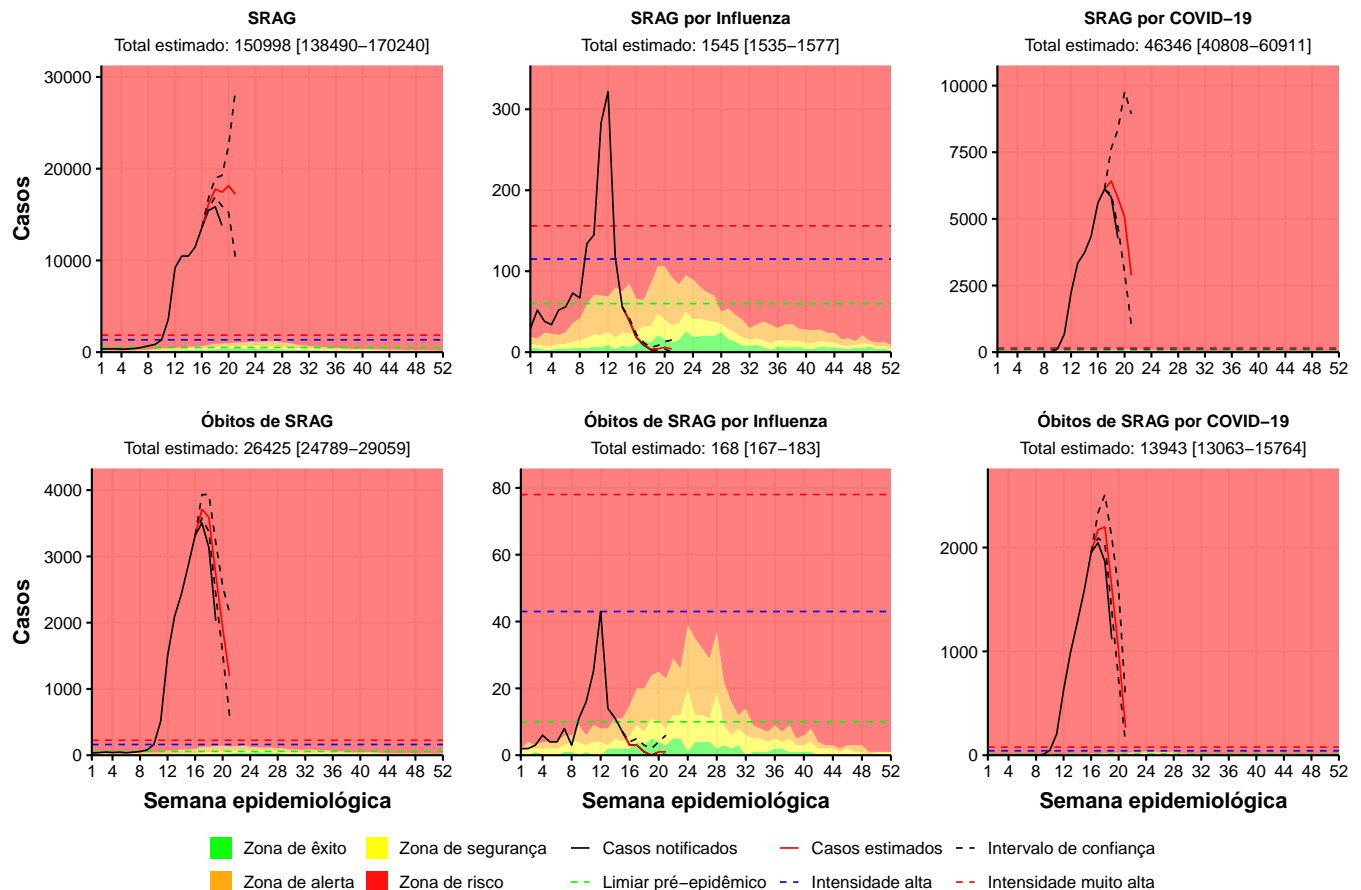 SRAG
Total estimado: 150998 [138490−170240]
SRAG por Influenza
Total estimado: 1545 [1535−1577]
SRAG por COVID−19
Total estimado: 46346 [40808−60911]
Casos
30000
20000
10000
0
1 4 8 12 16 20 24 28 32 36 40 44 48 52
300
200
100
0
1 4 8 12 16 20 24 28 32 36 40 44 48 52
10000
7500
5000
2500
0
1 4 8 12 16 20 24 28 32 36 40 44 48 52
Óbitos de SRAG
Total estimado: 26425 [24789−29059]
Óbitos de SRAG por Influenza
Total estimado: 168 [167−183]
Óbitos de SRAG por COVID−19
Total estimado: 13943 [13063−15764]
Casos
4000
3000
2000
1000
0
1 4 8 12 16 20 24 28 32 36 40 44 48 52
Semana epidemiológica
80
60
40
20
0
1 4 8 12 16 20 24 28 32 36 40 44 48 52
Semana epidemiológica
2000
1000
0
1 4 8 12 16 20 24 28 32 36 40 44 48 52
Semana epidemiológica
Zona de êxito Zona de segurança Casos notificados Casos estimados Intervalo de confiança
Zona de alerta Zona de risco Limiar pré−epidêmico Intensidade alta Intensidade muito alta